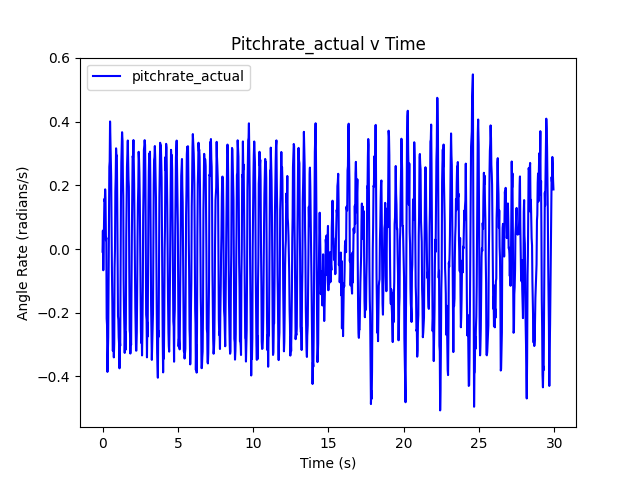 Pitchrate_actual v Time
pitchrate_actual
Angle Rate (radians/s)
0.6
0.4
0.2
0.0
−0.2
−0.4
0 5 10 15 20 25 30
Time (s)